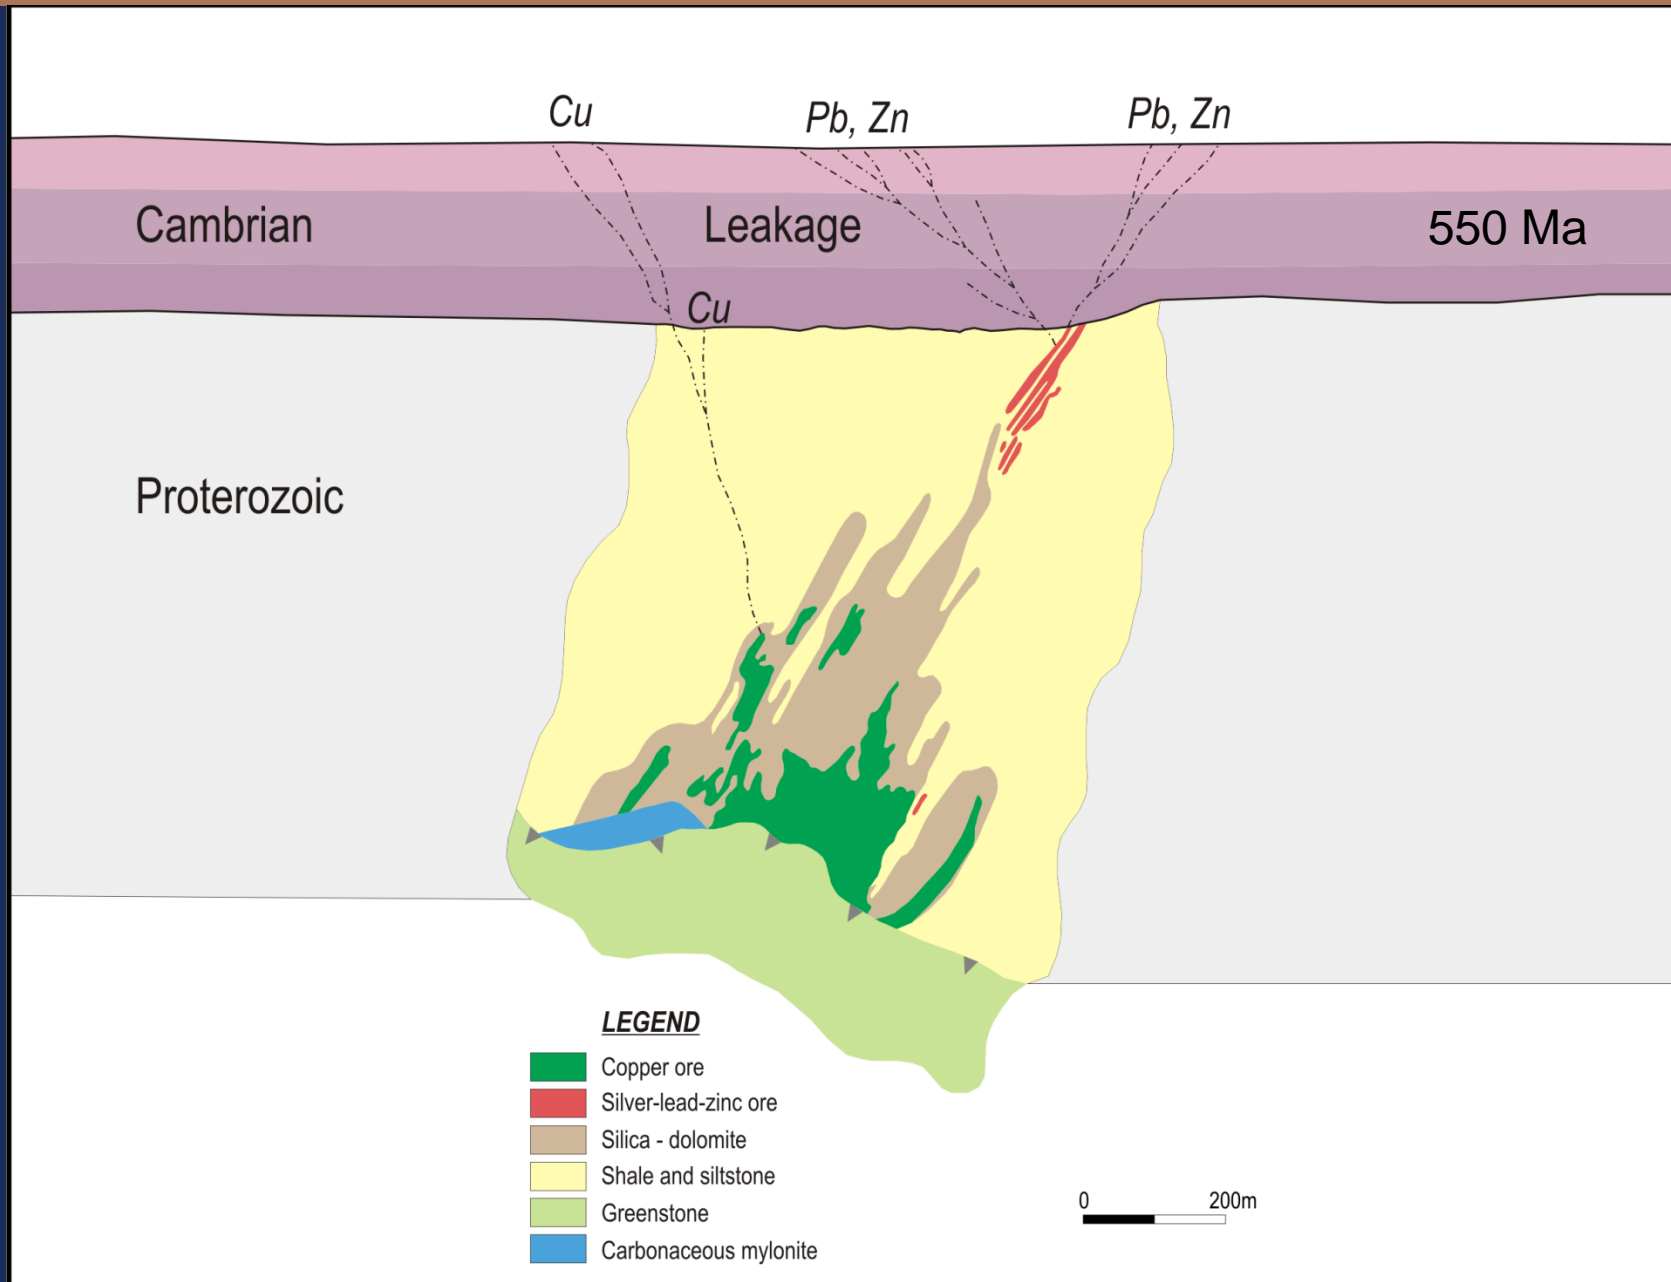 Cu
Pb, Zn
Pb, Zn
Cambrian
Leakage
550 Ma
Cu
Proterozoic
LEGEND
Copper ore
Silver-lead-zinc ore
Silica - dolomite
Shale and siltstone
Greenstone
Carbonaceous mylonite
0 200m